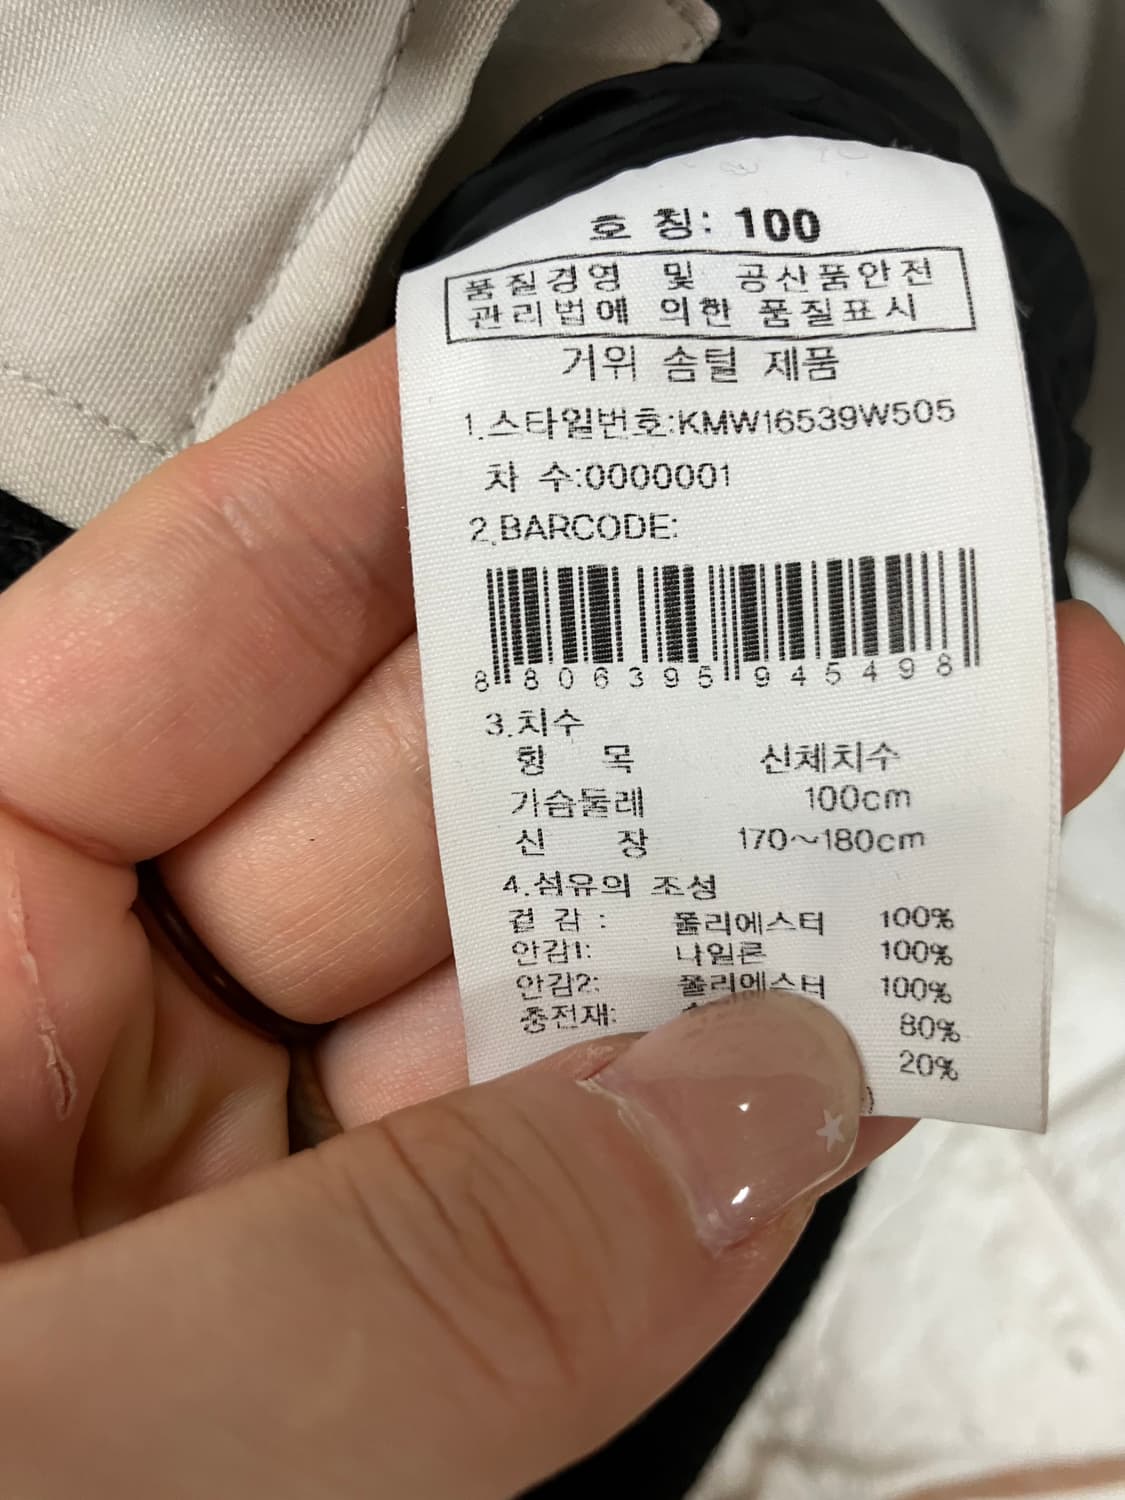 호 칭: 100
품질경영 및 공산품안전
관리법에 의한 품질표시
거위 솜털 제품
1.스타일번호:KMW16539W505
차 수:0000001
2.BARCODE:
8 806395 945498
3.치수
항 목 신체치수
가슴둘레 100cm
신 장 170~180cm
4.섬유의 조성
겉 감 : 폴리에스터 100%
안감1: 나일론 100%
안감2: 폴리에스터 100%
충전재: 80%
20%
)